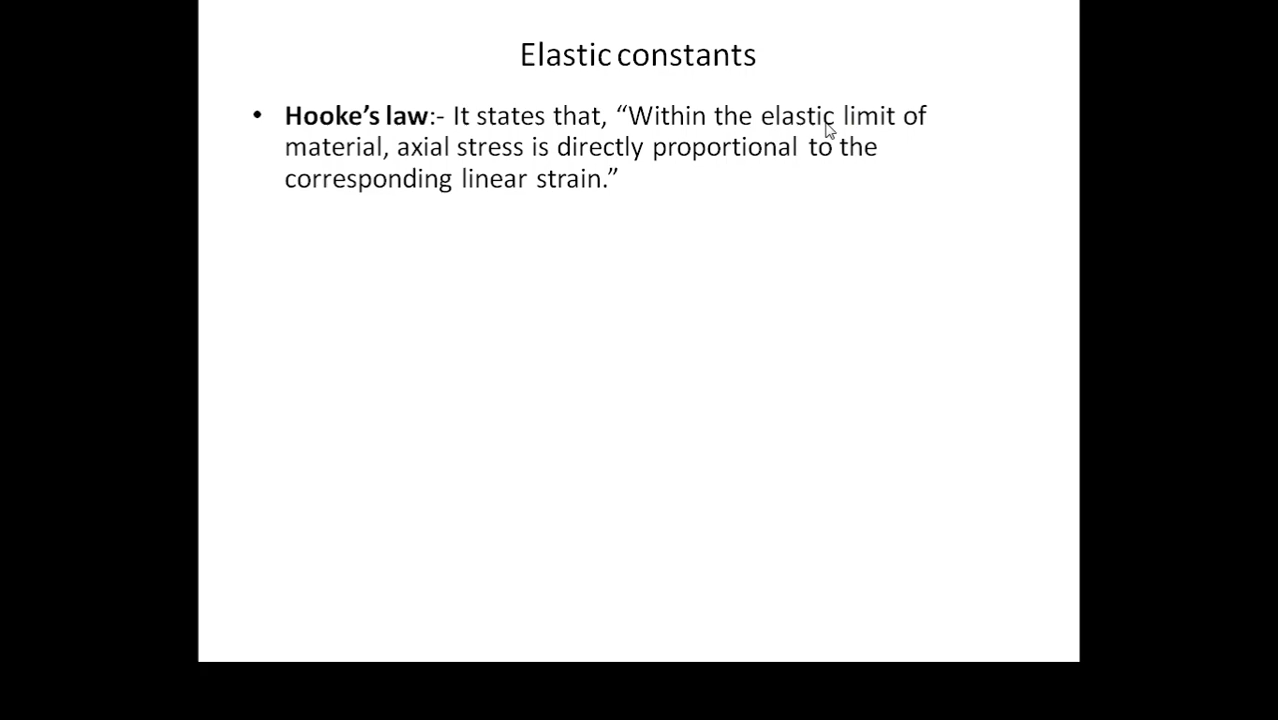 Elastic constants
• Hooke’s law:- It states that, “Within the elastic limit of
material, axial stress is directly proportional to the
corresponding linear strain.”